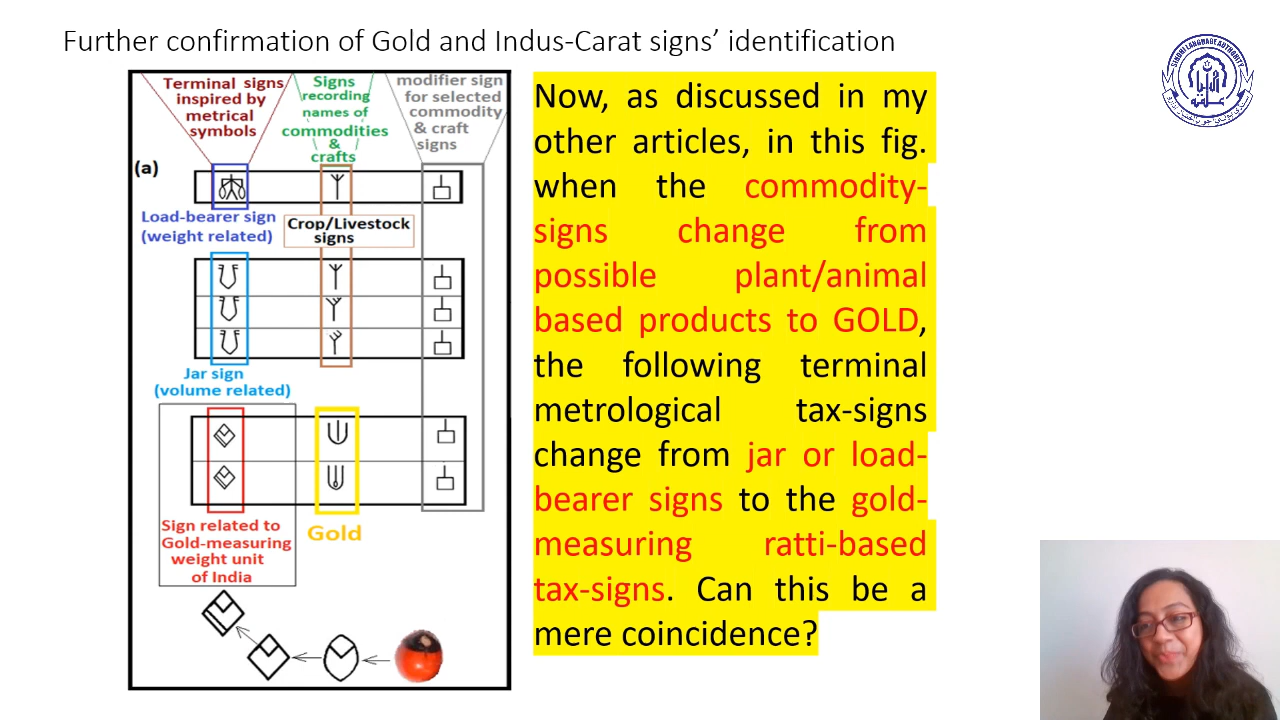 Further confirmation of Gold and Indus-Carat signs’ identification
SINDHI LANGUAGE AUTHORITY
Terminal signs
inspired by
metrical
symbols
Signs
recording
names of
commodities
&
crafts
modifier sign
for selected
commodity
& craft
signs
(a)
Load-bearer sign
(weight related)
Crop/Livestock
signs
Jar sign
(volume related)
Sign related to
Gold-measuring
weight unit
of India
Gold
Now, as discussed in my
other articles, in this fig.
when the commodity-
signs change from
possible plant/animal
based products to GOLD,
the following terminal
metrological tax-signs
change from jar or load-
bearer signs to the gold-
measuring ratti-based
tax-signs. Can this be a
mere coincidence?